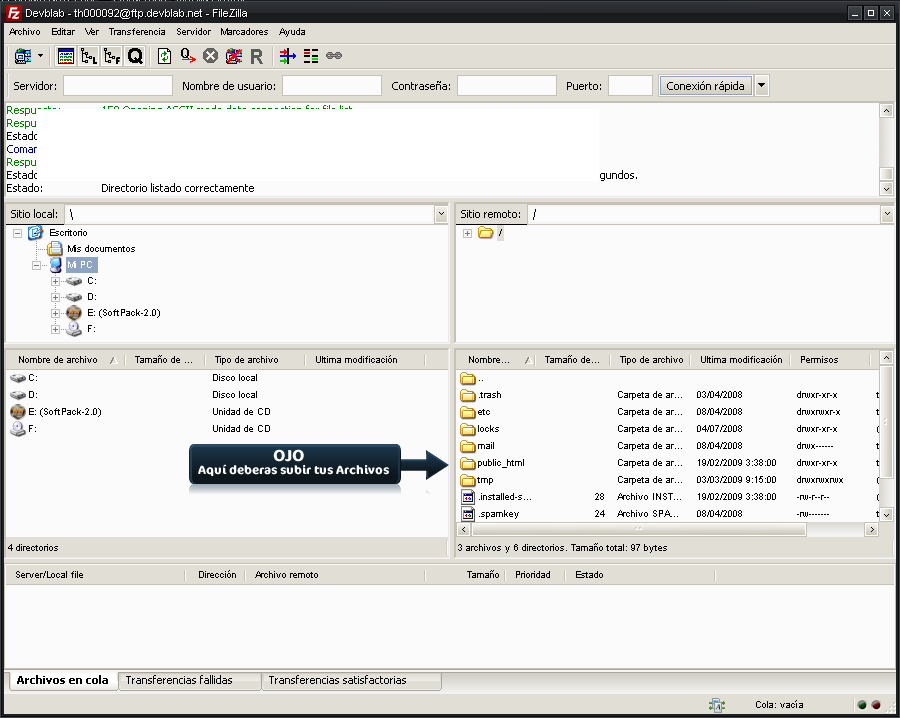 Devblab - th000092@ftp.devblab.net - FileZilla
Archivo Editar Ver Transferencia Servidor Marcadores Ayuda
Servidor: Nombre de usuario: Contraseña: Puerto: Conexión rápida
150 Opening ASCII mode data connection for file list
Respu
Estadc
Comar
Respu
Estadc gundos.
Estado: Directorio listado correctamente
Sitio local: \
Sitio remoto: /
Escritorio
Mis documentos
Mi PC
C:
D:
E: (SoftPack-2.0)
F:
/
Nombre de archivo Tamaño de ... Tipo de archivo Ultima modificación
C: Disco local
D: Disco local
E: (SoftPack-2.0) Unidad de CD
F: Unidad de CD
OJO
Aquí deberas subir tus Archivos
4 directorios
Nombre... Tamaño de... Tipo de archivo Ultima modificación Permisos
..
.trash Carpeta de ar... 03/04/2008 drwxr-xr-x
etc Carpeta de ar... 08/04/2008 drwxrwxr-x
locks Carpeta de ar... 04/07/2008 drwxr-xr-x
mail Carpeta de ar... 08/04/2008 drwx------
public_html Carpeta de ar... 19/02/2009 3:38:00 drwxr-xr-x
tmp Carpeta de ar... 03/03/2009 9:15:00 drwxrwxrwx
.installed-s... 28 Archivo INST... 19/02/2009 3:38:00 -rw-r--r--
.spamkey 24 Archivo SPA... 08/04/2008 -rw-------
3 archivos y 6 directorios. Tamaño total: 97 bytes
Server/Local file Dirección Archivo remoto Tamaño Prioridad Estado
Archivos en cola Transferencias fallidas Transferencias satisfactorias
Cola: vacía